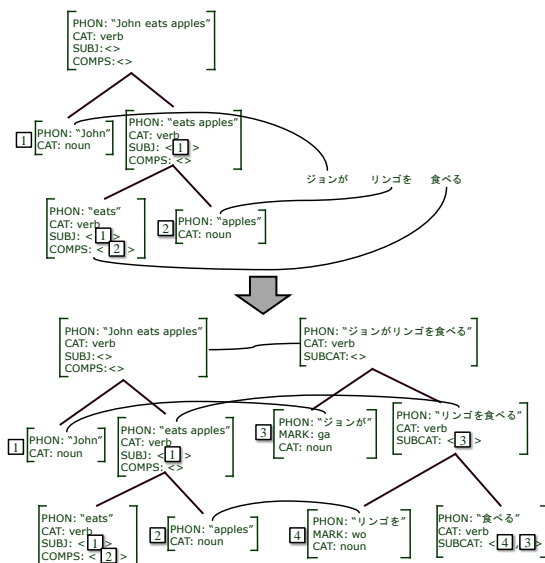 PHON: “John eats apples”
CAT: verb
SUBJ:<>
COMPS:<>
1
PHON: “John”
CAT: noun
PHON: “eats apples”
CAT: verb
SUBJ: < 1 >
COMPS: <>
ジョンが リンゴを 食べる
PHON: “eats”
CAT: verb
SUBJ: < 1 >
COMPS: < 2 >
2
PHON: “apples”
CAT: noun
PHON: “John eats apples”
CAT: verb
SUBJ:<>
COMPS:<>
PHON: “ジョンがリンゴを食べる”
CAT: verb
SUBCAT:<>
1
PHON: “John”
CAT: noun
PHON: “eats apples”
CAT: verb
SUBJ: < 1 >
COMPS: <>
3
PHON: “ジョンが”
MARK: ga
CAT: noun
PHON: “リンゴを食べる”
CAT: verb
SUBCAT: < 3 >
PHON: “eats”
CAT: verb
SUBJ: < 1 >
COMPS: < 2 >
2
PHON: “apples”
CAT: noun
4
PHON: “リンゴを”
MARK: wo
CAT: noun
PHON: “食べる”
CAT: verb
SUBCAT: < 4 , 3 >